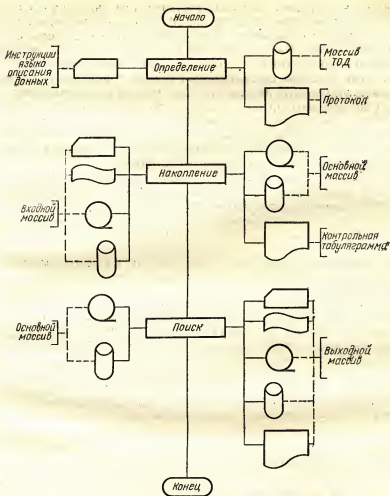 Начало
Инструкции
языка
описания
данных
Определение
Массив
ТОД
Протокол
Входной
массив
Накопление
Основной
массив
Контрольная
табуляграмма
Основной
массив
Поиск
Выходной
массив
Конец